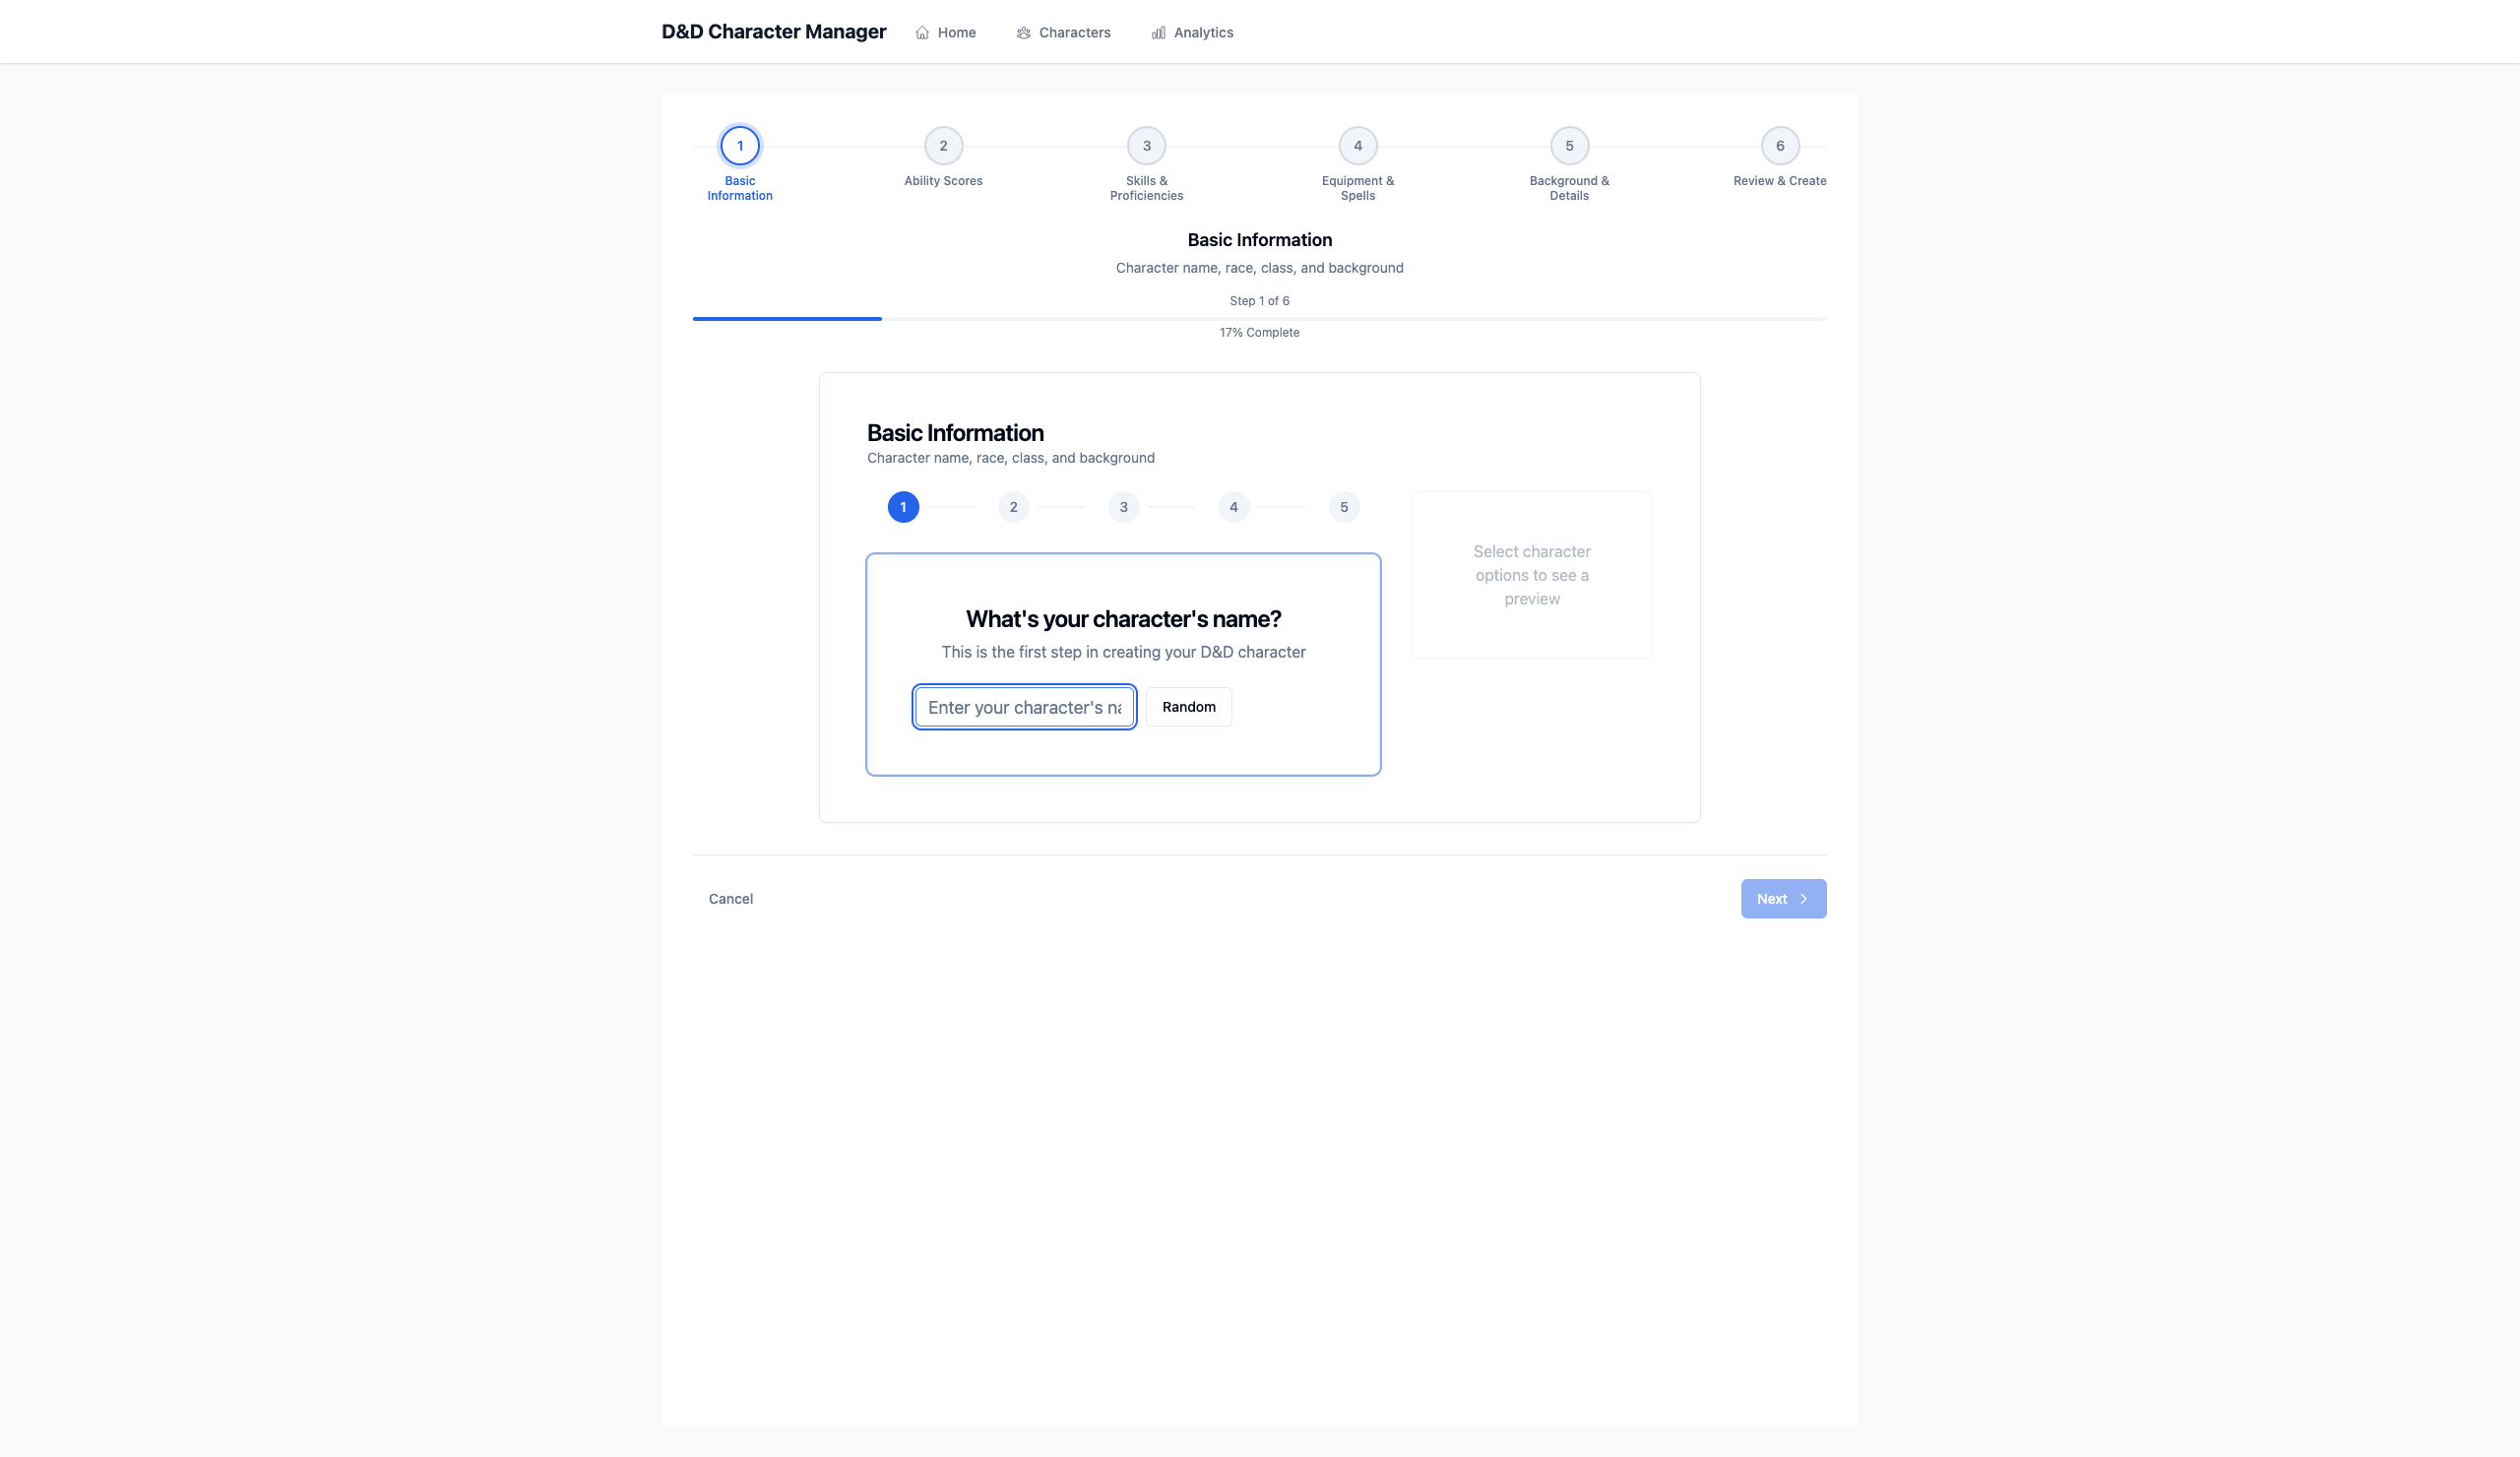 D&D Character Manager
Home
Characters
Analytics
1
2
3
4
5
6
Basic
Information
Ability Scores
Skills &
Proficiencies
Equipment &
Spells
Background &
Details
Review & Create
Basic Information
Character name, race, class, and background
Step 1 of 6
17% Complete
Basic Information
Character name, race, class, and background
1
2
3
4
5
Select character
options to see a
preview
What's your character's name?
This is the first step in creating your D&D character
Enter your character's na
Random
Cancel
Next